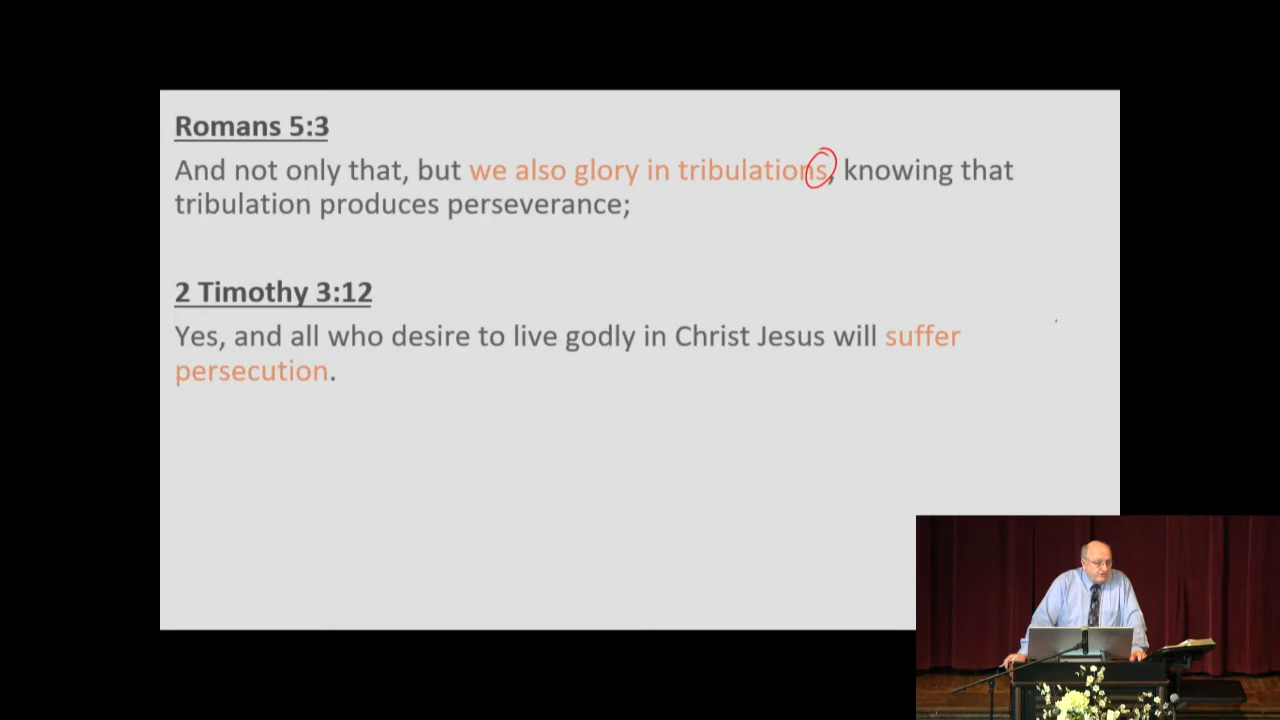 Romans 5:3
And not only that, but we also glory in tribulations, knowing that
tribulation produces perseverance;
2 Timothy 3:12
Yes, and all who desire to live godly in Christ Jesus will suffer
persecution.